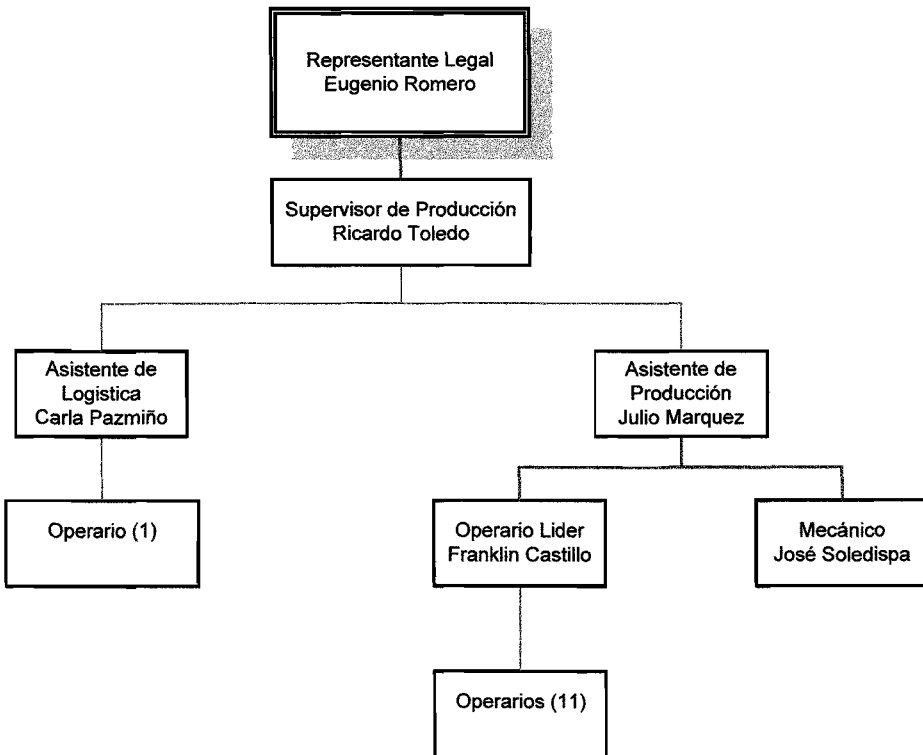 Representante Legal
Eugenio Romero
Supervisor de Producción
Ricardo Toledo
Asistente de
Logistica
Carla Pazmiño
Asistente de
Producción
Julio Marquez
Operario (1)
Operario Lider
Franklin Castillo
Mecánico
José Soledispa
Operarios (11)